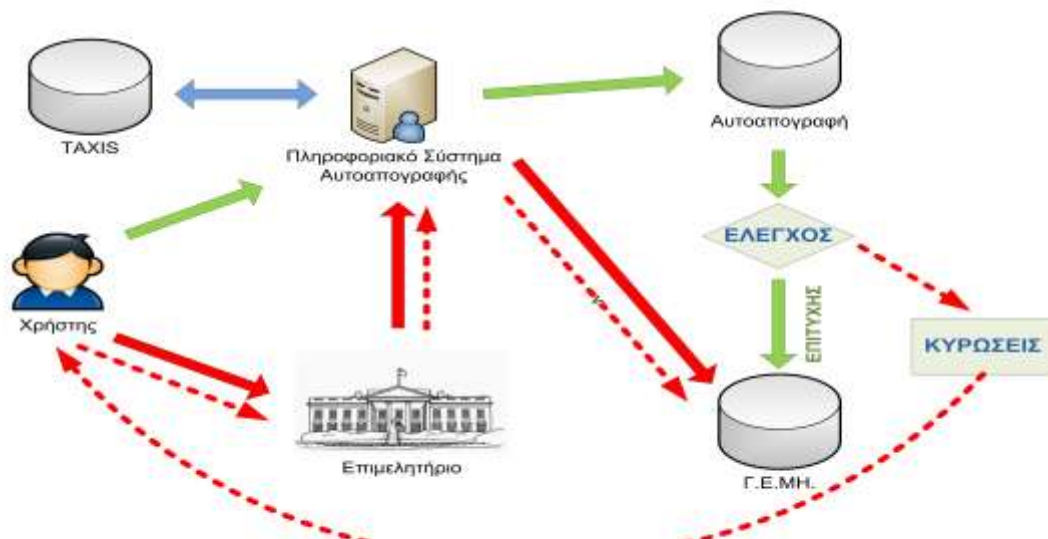 TAXIS
Πληροφοριακό Σύστημα
Αυτοαπογραφής
Αυτοαπογραφή
ΕΛΕΓΧΟΣ
Χρήστης
ΕΠΙΤΥΧΗΣ
ΚΥΡΩΣΕΙΣ
Επιμελητήριο
Γ.Ε.ΜΗ.